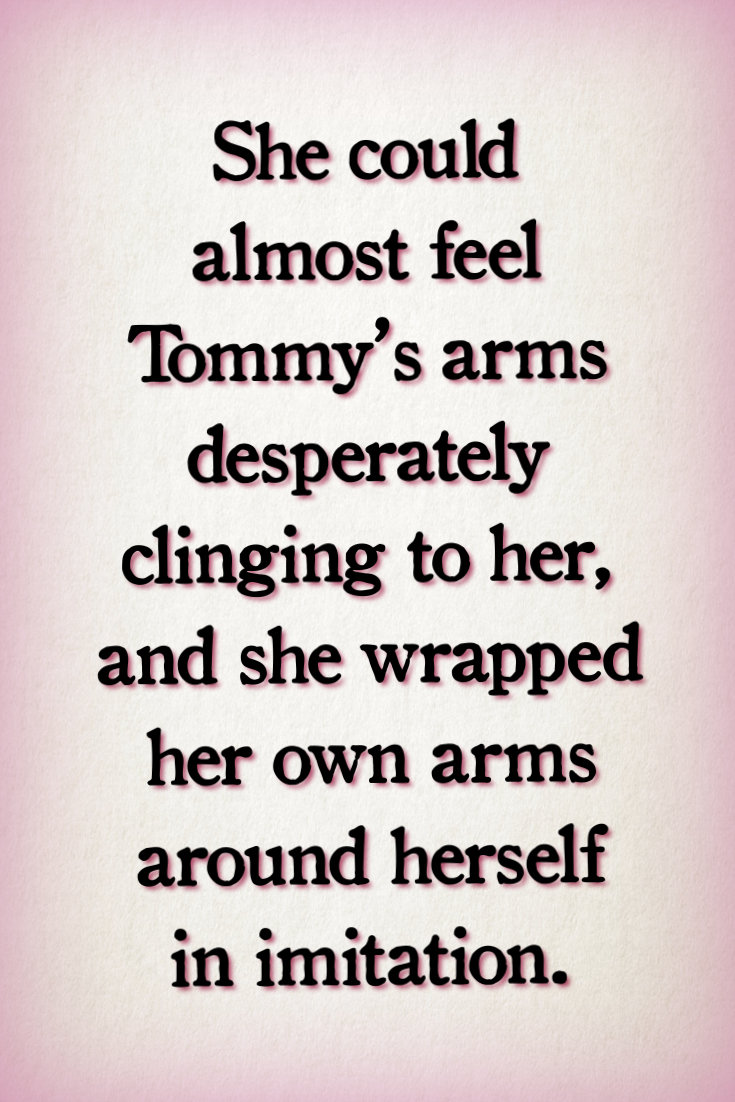 She could
almost feel
Tommy’s arms
desperately
clinging to her,
and she wrapped
her own arms
around herself
in imitation.